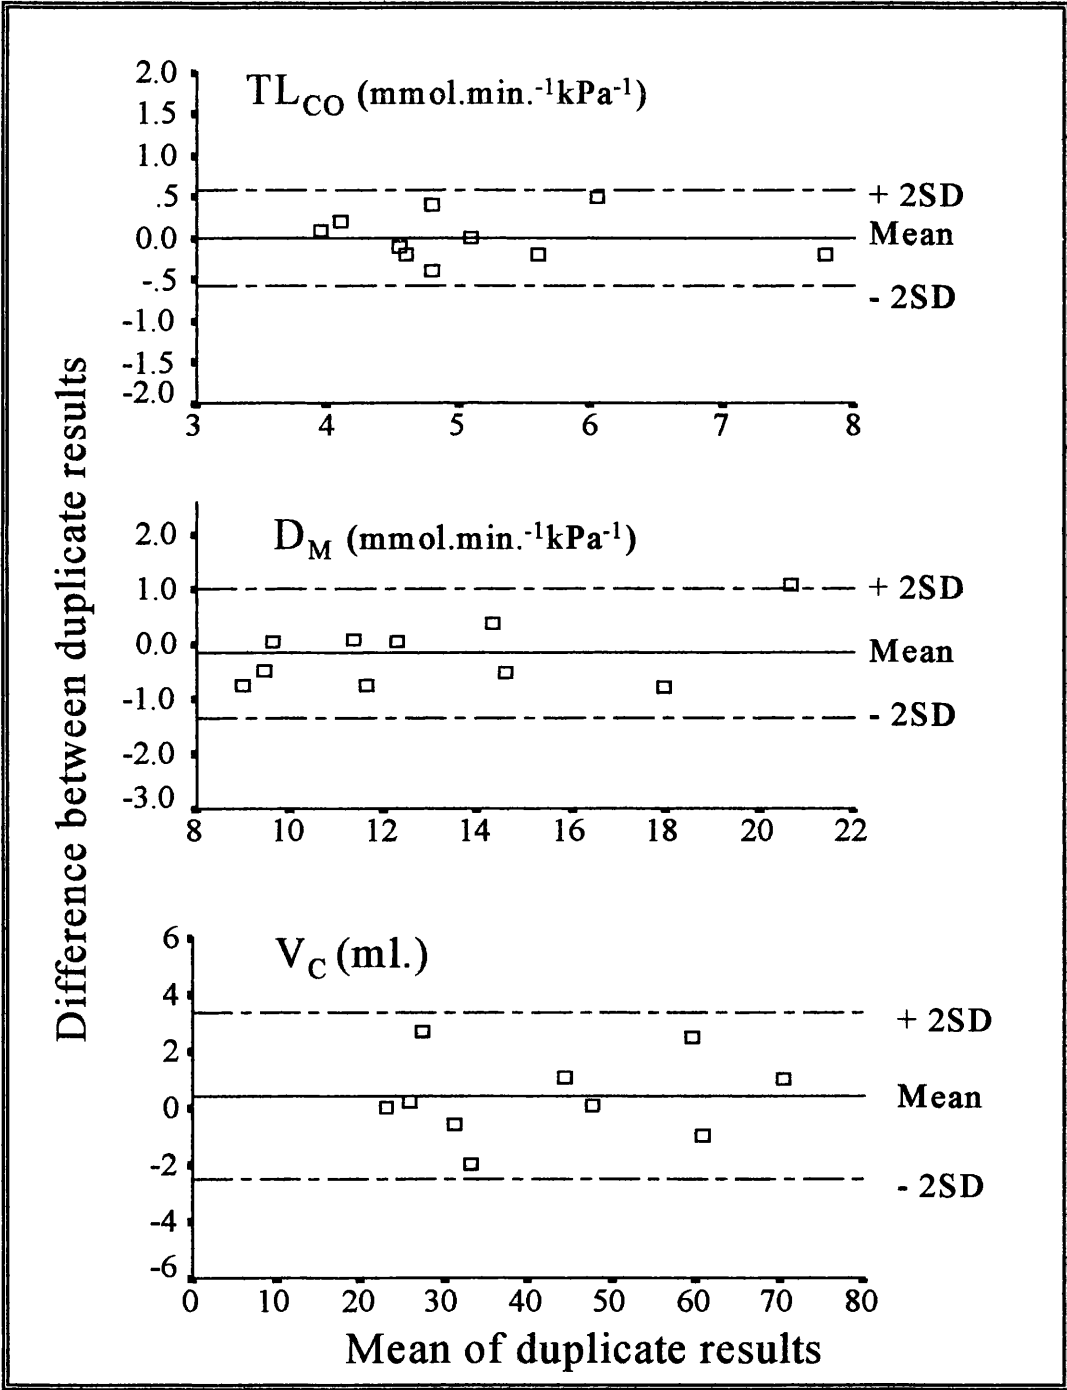 Difference between duplicate results
TL_CO (mmol.min.⁻¹kPa⁻¹)
2.0
1.5
1.0
.5
0.0
-.5
-1.0
-1.5
-2.0
+ 2SD
Mean
- 2SD
3 4 5 6 7 8
D_M (mmol.min.⁻¹kPa⁻¹)
2.0
1.0
0.0
-1.0
-2.0
-3.0
+ 2SD
Mean
- 2SD
8 10 12 14 16 18 20 22
V_C (ml.)
6
4
2
0
-2
-4
-6
+ 2SD
Mean
- 2SD
0 10 20 30 40 50 60 70 80
Mean of duplicate results